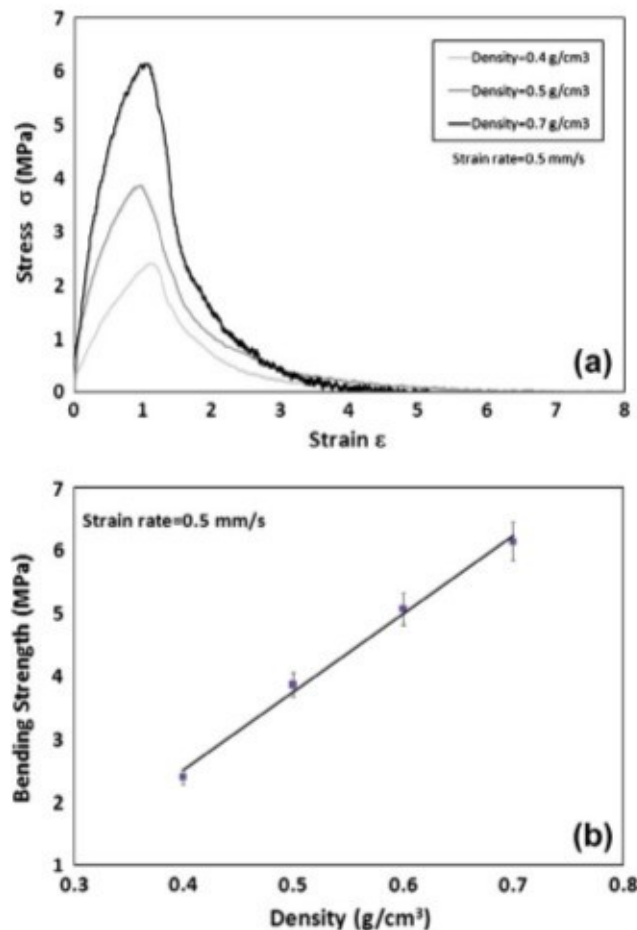 7
6
5
4
3
2
1
0
Stress σ (MPa)
Density=0.4 g/cm3
Density=0.5 g/cm3
Density=0.7 g/cm3
Strain rate=0.5 mm/s
(a)
0 1 2 3 4 5 6 7 8
Strain ε
7
6
5
4
3
2
1
Bending Strength (MPa)
Strain rate=0.5 mm/s
(b)
0.3 0.4 0.5 0.6 0.7 0.8
Density (g/cm³)